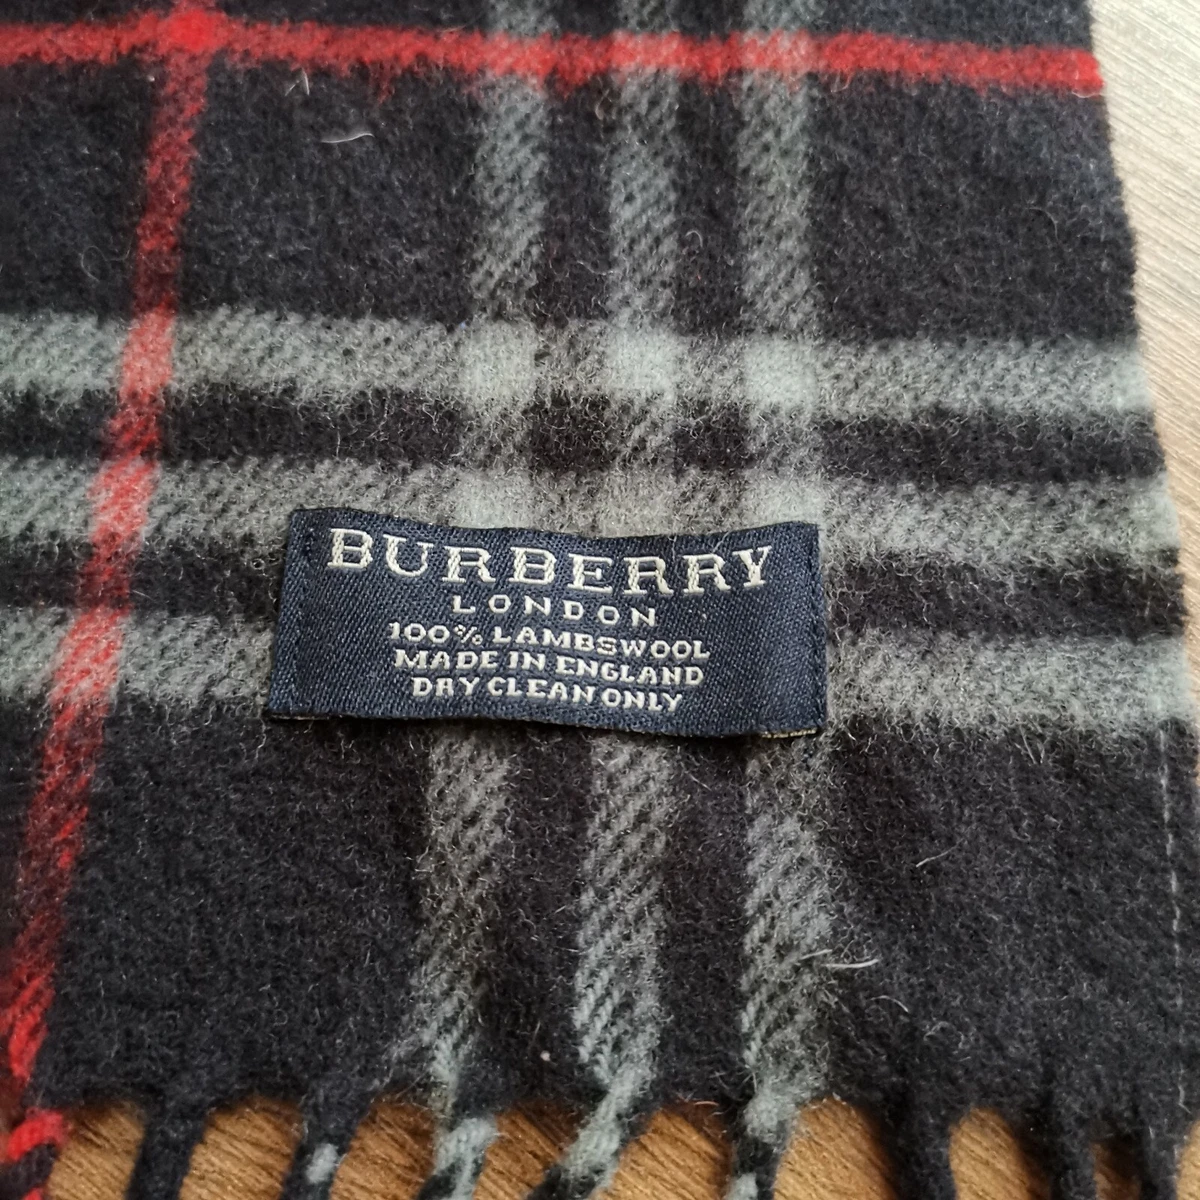 BURBERRY
LONDON
100% LAMBSWOOL
MADE IN ENGLAND
DRY CLEAN ONLY